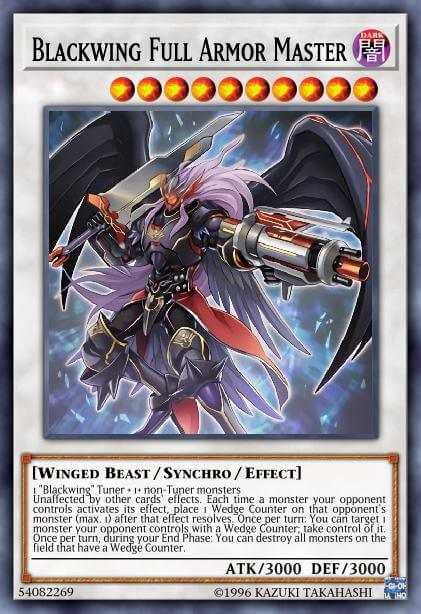 BLACKWING FULL ARMOR MASTER
DARK
闇
[WINGED BEAST / SYNCHRO / EFFECT]
1 "Blackwing" Tuner + 1+ non-Tuner monsters
Unaffected by other cards' effects. Each time a monster your opponent
controls activates its effect, place 1 Wedge Counter on that opponent's
monster (max. 1) after that effect resolves. Once per turn: You can target 1
monster your opponent controls with a Wedge Counter; take control of it.
Once per turn, during your End Phase: You can destroy all monsters on the
field that have a Wedge Counter.
ATK/3000 DEF/3000
54082269
©1996 KAZUKI TAKAHASHI